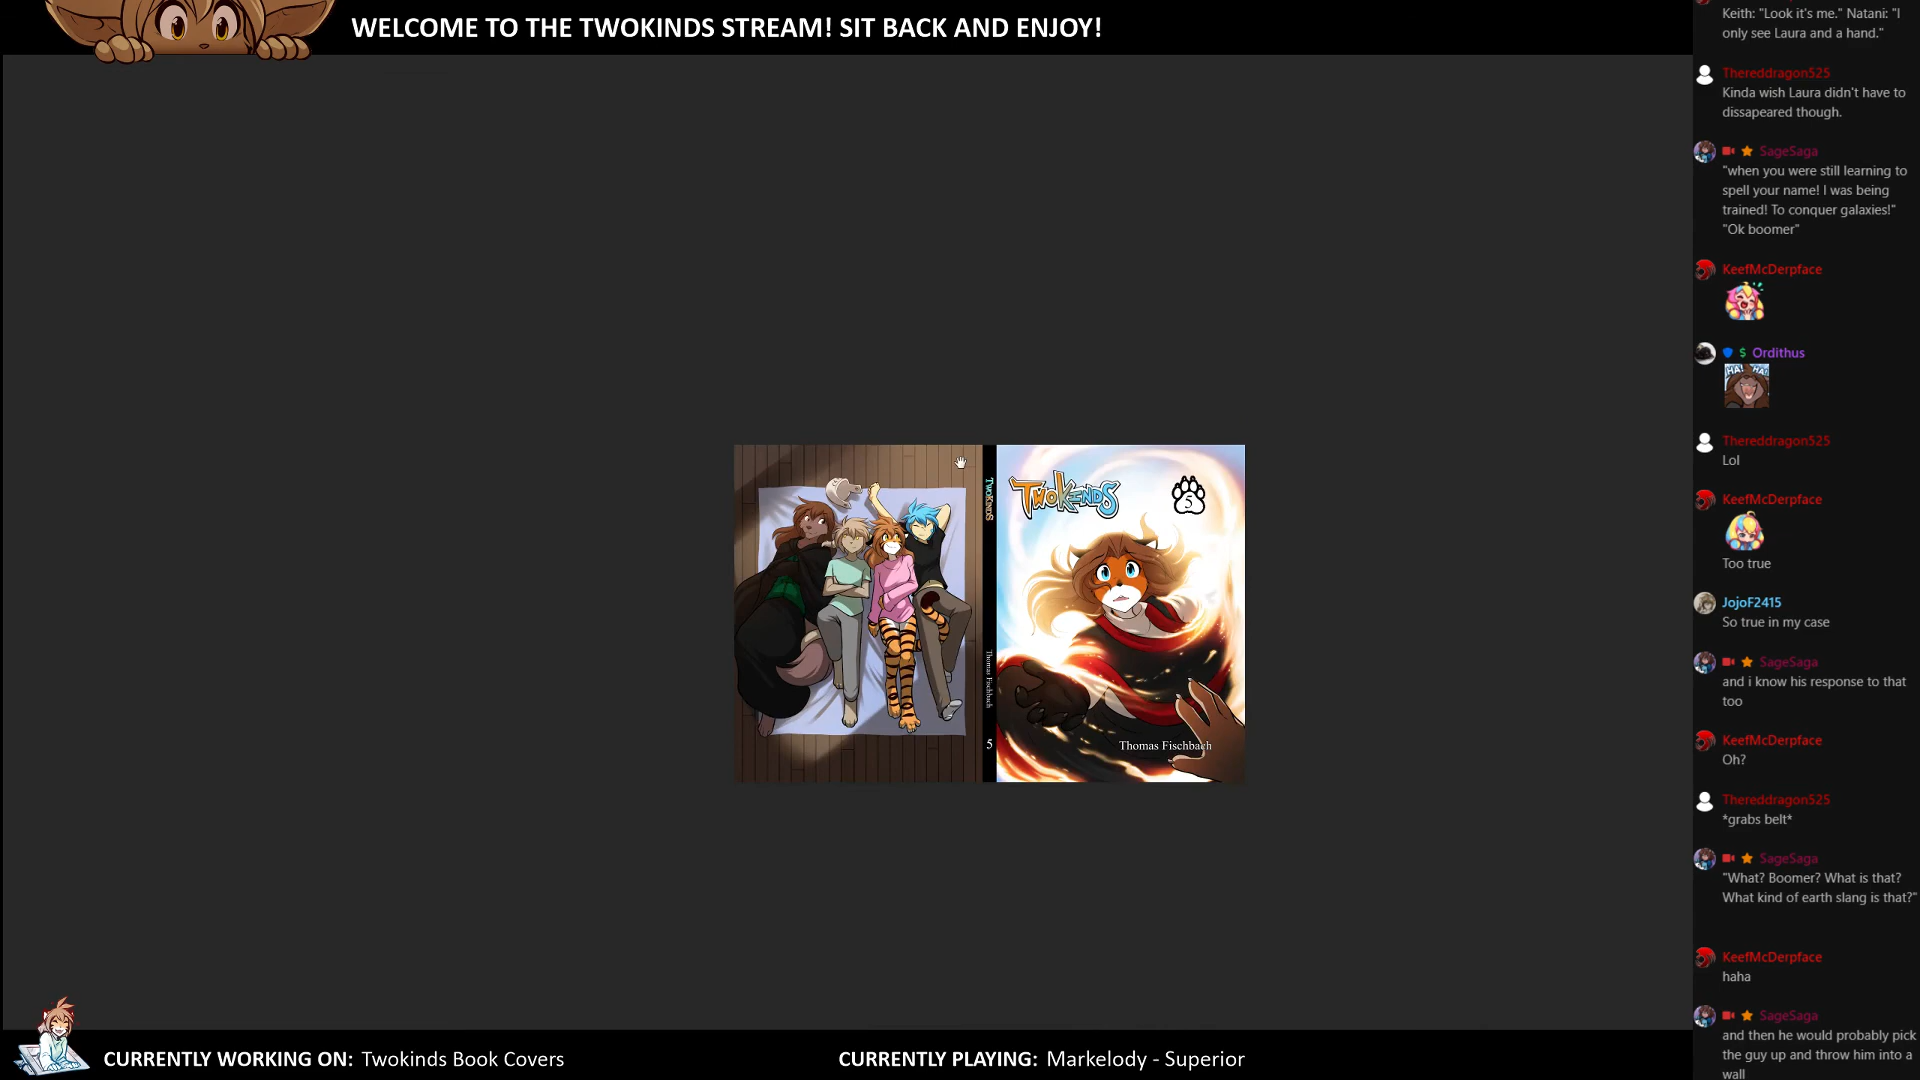 WELCOME TO THE TWOKINDS STREAM! SIT BACK AND ENJOY!
TWOKINDS
5
TWOKINDS
Thomas Fischbach
5
Thomas Fischbach
CURRENTLY WORKING ON: Twokinds Book Covers
CURRENTLY PLAYING: Markelody - Superior
Keith: "Look it's me." Natani: "I
only see Laura and a hand."
Thereddragon525
Kinda wish Laura didn't have to
dissapeared though.
SageSaga
"when you were still learning to
spell your name! I was being
trained! To conquer galaxies!"
"Ok boomer"
KeefMcDerpface
$ Ordithus
HA! HA!
Thereddragon525
Lol
KeefMcDerpface
Too true
JojoF2415
So true in my case
SageSaga
and i know his response to that
too
KeefMcDerpface
Oh?
Thereddragon525
*grabs belt*
SageSaga
"What? Boomer? What is that?
What kind of earth slang is that?"
KeefMcDerpface
haha
SageSaga
and then he would probably pick
the guy up and throw him into a
wall